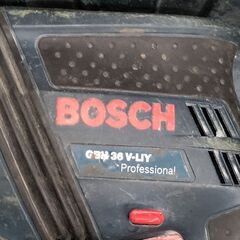 BOSCH
GBH 36 V-LIY
Professional